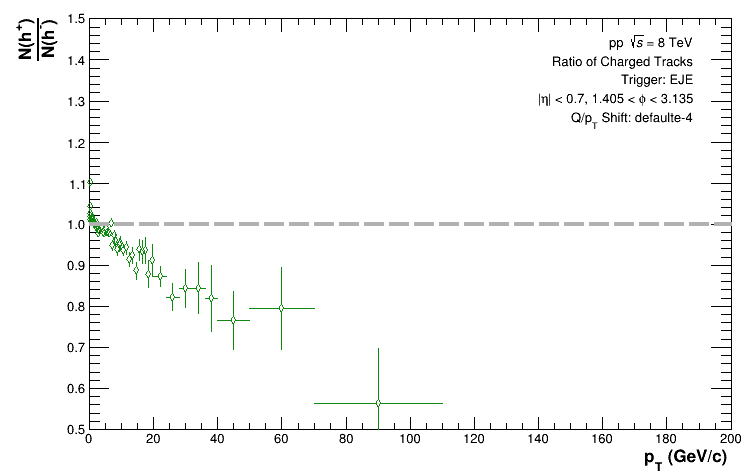 N(h⁺)
N(h⁻)
1.5
1.4
1.3
1.2
1.1
1.0
0.9
0.8
0.7
0.6
0.5
pp √s = 8 TeV
Ratio of Charged Tracks
Trigger: EJE
|η| < 0.7, 1.405 < ϕ < 3.135
Q/p_T Shift: defaulte-4
0 20 40 60 80 100 120 140 160 180 200
p_T (GeV/c)